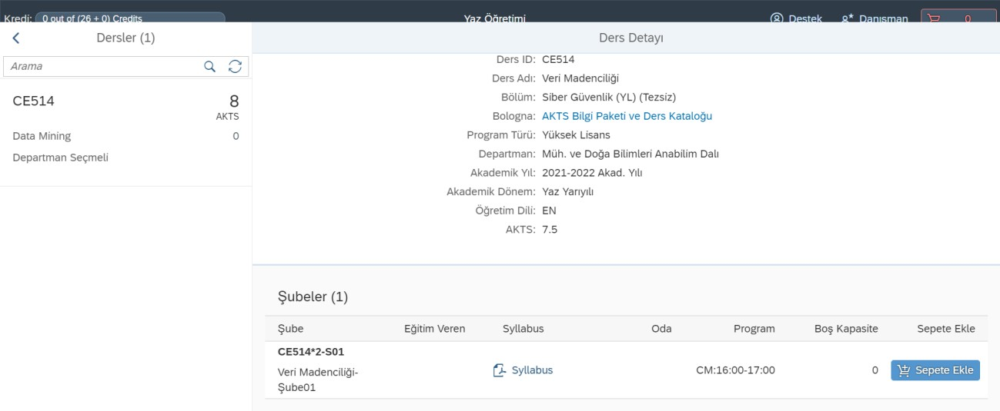 Kredi: 0 out of (26 + 0) Credits
Yaz Öğretimi
Destek
Danışman
0
Dersler (1)
Ders Detayı
Arama
CE514
8
AKTS
Data Mining
0
Departman Seçmeli
Ders ID: CE514
Ders Adı: Veri Madenciliği
Bölüm: Siber Güvenlik (YL) (Tezsiz)
Bologna: AKTS Bilgi Paketi ve Ders Kataloğu
Program Türü: Yüksek Lisans
Departman: Müh. ve Doğa Bilimleri Anabilim Dalı
Akademik Yıl: 2021-2022 Akad. Yılı
Akademik Dönem: Yaz Yarıyılı
Öğretim Dili: EN
AKTS: 7.5
Şubeler (1)
Şube Eğitim Veren Syllabus Oda Program Boş Kapasite Sepete Ekle
CE514*2-S01
Veri Madenciliği-
Şube01
Syllabus CM:16:00-17:00 0 Sepete Ekle